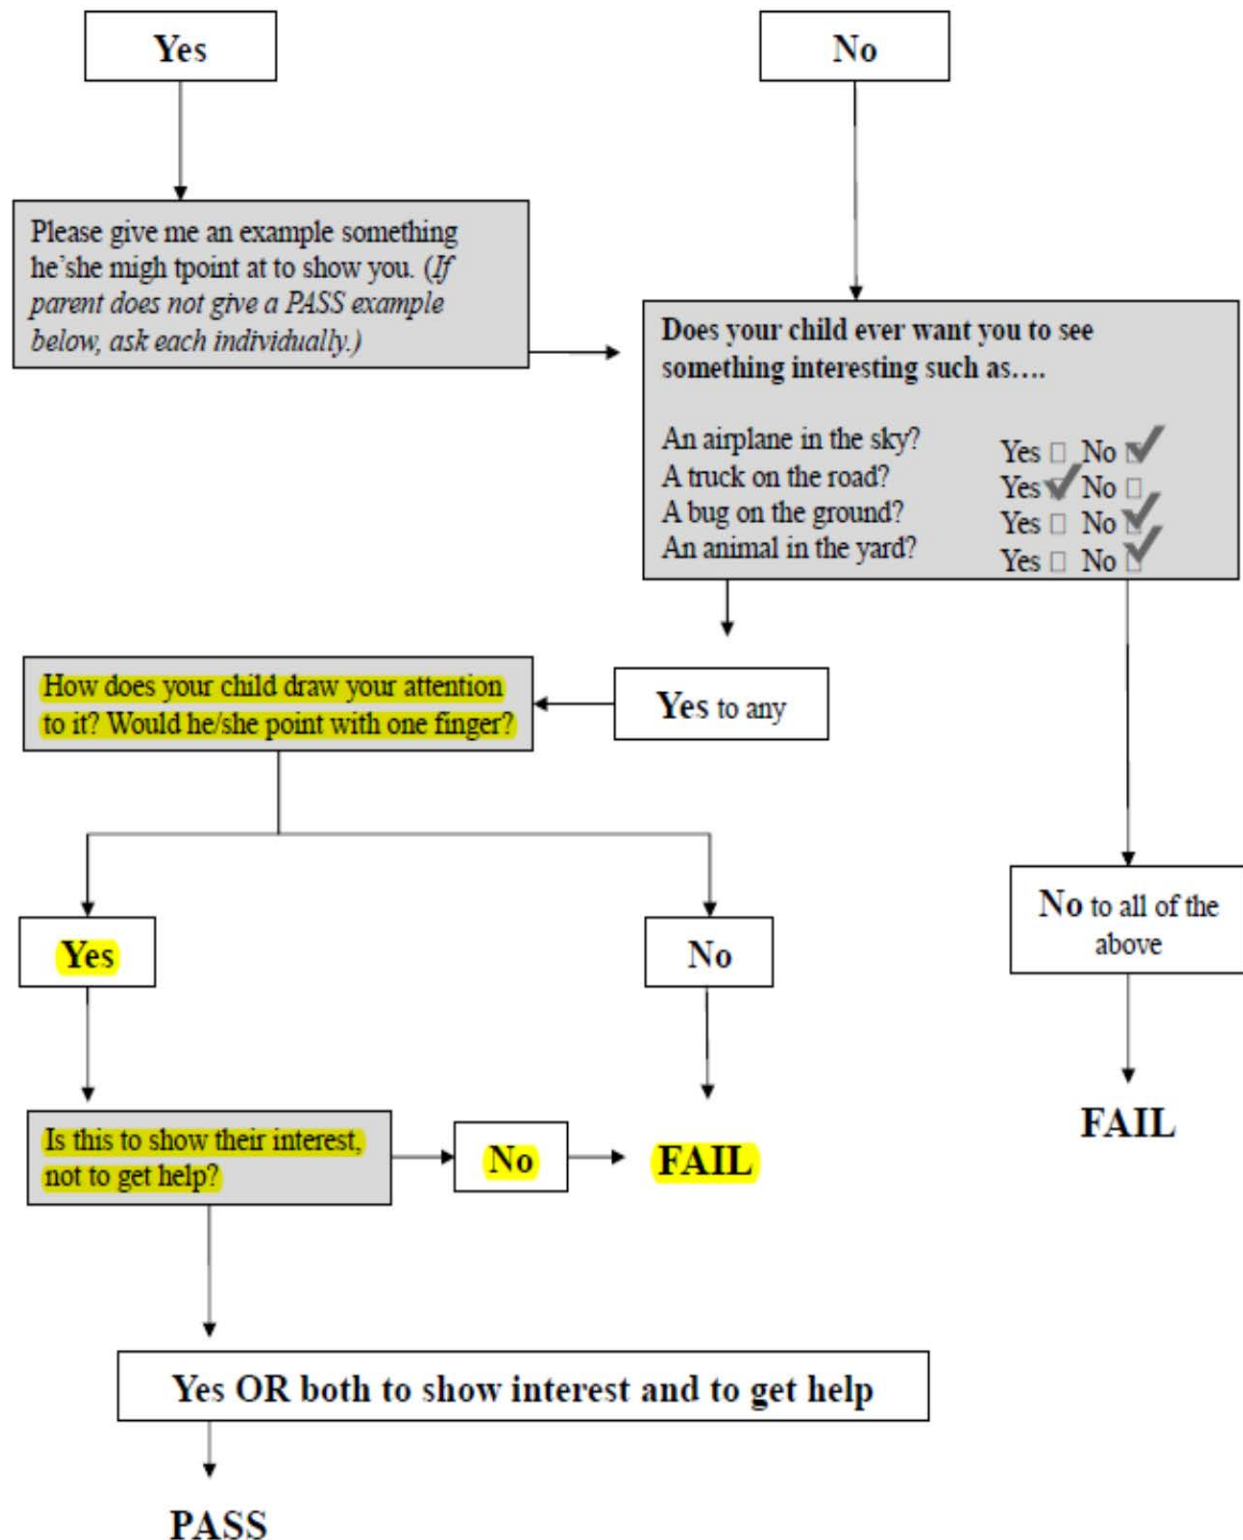 Yes
No
Please give me an example something
he'she migh tpoint at to show you. (If
parent does not give a PASS example
below, ask each individually.)
Does your child ever want you to see
something interesting such as….
An airplane in the sky? Yes □ No □
A truck on the road? Yes □ No □
A bug on the ground? Yes □ No □
An animal in the yard? Yes □ No □
How does your child draw your attention
to it? Would he/she point with one finger?
Yes to any
Yes
No
No to all of the
above
Is this to show their interest,
not to get help?
No
FAIL
FAIL
Yes OR both to show interest and to get help
PASS